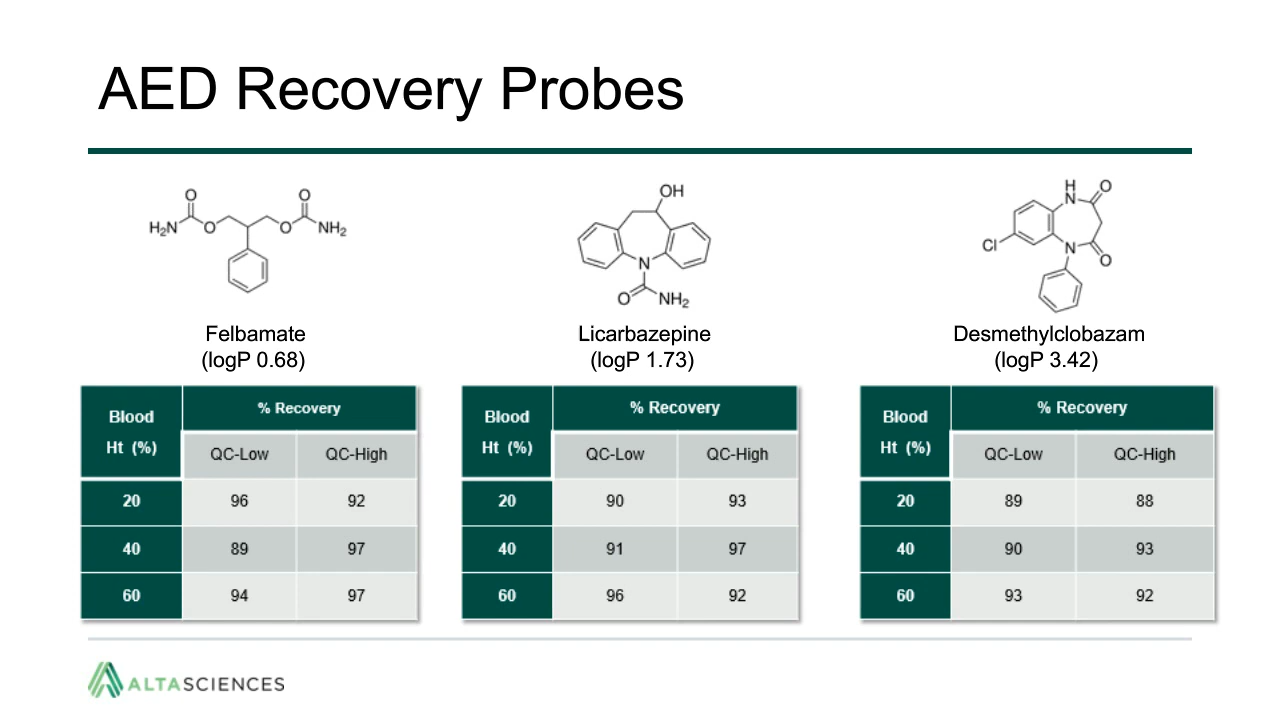 AED Recovery Probes
O O
H₂N O O NH₂
OH
N
O NH₂
H O
N
Cl N
O
Felbamate
(logP 0.68)
Licarbazepine
(logP 1.73)
Desmethylclobazam
(logP 3.42)
Blood Ht (%) % Recovery
QC-Low QC-High
20 96 92
40 89 97
60 94 97
Blood Ht (%) % Recovery
QC-Low QC-High
20 90 93
40 91 97
60 96 92
Blood Ht (%) % Recovery
QC-Low QC-High
20 89 88
40 90 93
60 93 92
ALTASCIENCES